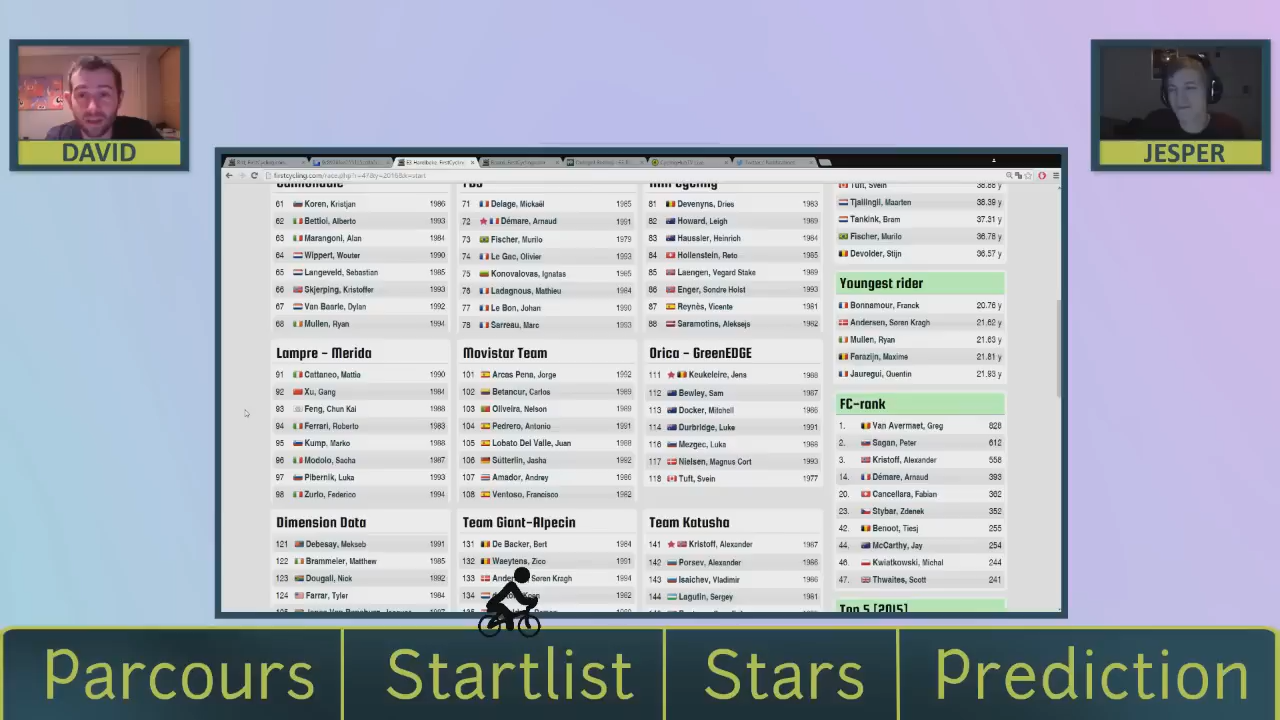 DAVID
JESPER
firstcycling.com/race.php?
61 Koren, Kristjan 1986
62 Bettiol, Alberto 1993
63 Marangoni, Alan 1984
64 Wippert, Wouter 1990
65 Langeveld, Sebastian 1985
66 Skjerping, Kristoffer 1993
67 Van Baarle, Dylan 1992
68 Mullen, Ryan 1994
71 Delage, Mickaël 1985
72 Démare, Arnaud 1991
73 Fischer, Murilo 1979
74 Le Gac, Olivier 1993
75 Konovalovas, Ignatas 1985
76 Ladagnous, Mathieu 1984
77 Le Bon, Johan 1990
78 Sarreau, Marc 1993
81 Devenyns, Dries 1983
82 Howard, Leigh 1989
83 Haussler, Heinrich 1984
84 Hollenstein, Reto 1985
85 Laengen, Vegard Stake 1989
86 Enger, Sondre Holst 1993
87 Reynès, Vicente 1981
88 Saramotins, Aleksejs 1982
Tuft, Svein 38.88 y
Tjallingii, Maarten 38.39 y
Tankink, Bram 37.31 y
Fischer, Murilo 36.78 y
Devolder, Stijn 36.57 y
Youngest rider
Bonnamour, Franck 20.76 y
Andersen, Søren Kragh 21.62 y
Mullen, Ryan 21.63 y
Farazijn, Maxime 21.81 y
Jauregui, Quentin 21.93 y
Lampre - Merida
91 Cattaneo, Mattia 1990
92 Xu, Gang 1984
93 Feng, Chun Kai 1988
94 Ferrari, Roberto 1983
95 Kump, Marko 1988
96 Modolo, Sacha 1987
97 Pibernik, Luka 1993
98 Zurlo, Federico 1994
Movistar Team
101 Arcas Pena, Jorge 1992
102 Betancur, Carlos 1989
103 Oliveira, Nelson 1989
104 Pedrero, Antonio 1991
105 Lobato Del Valle, Juan 1988
106 Sütterlin, Jasha 1992
107 Amador, Andrey 1986
108 Ventoso, Francisco 1982
Orica - GreenEDGE
111 Keukeleire, Jens 1988
112 Bewley, Sam 1987
113 Docker, Mitchell 1986
114 Durbridge, Luke 1991
116 Mezgec, Luka 1988
117 Nielsen, Magnus Cort 1993
118 Tuft, Svein 1977
FC-rank
1. Van Avermaet, Greg 828
2. Sagan, Peter 612
3. Kristoff, Alexander 558
14. Démare, Arnaud 393
20. Cancellara, Fabian 362
23. Stybar, Zdenek 352
42. Benoot, Tiesj 255
44. McCarthy, Jay 254
46. Kwiatkowski, Michal 244
47. Thwaites, Scott 241
Top 5 [2015]
Dimension Data
121 Debesay, Mekseb 1991
122 Brammeier, Matthew 1985
123 Dougall, Nick 1992
124 Farrar, Tyler 1984
Team Giant-Alpecin
131 De Backer, Bert 1984
132 Waeytens, Zico 1991
133 Søren Kragh 1994
134
Team Katusha
141 Kristoff, Alexander 1987
142 Porsev, Alexander 1986
143 Isaichev, Vladimir 1986
144 Lagutin, Sergey
Parcours
Startlist
Stars
Prediction